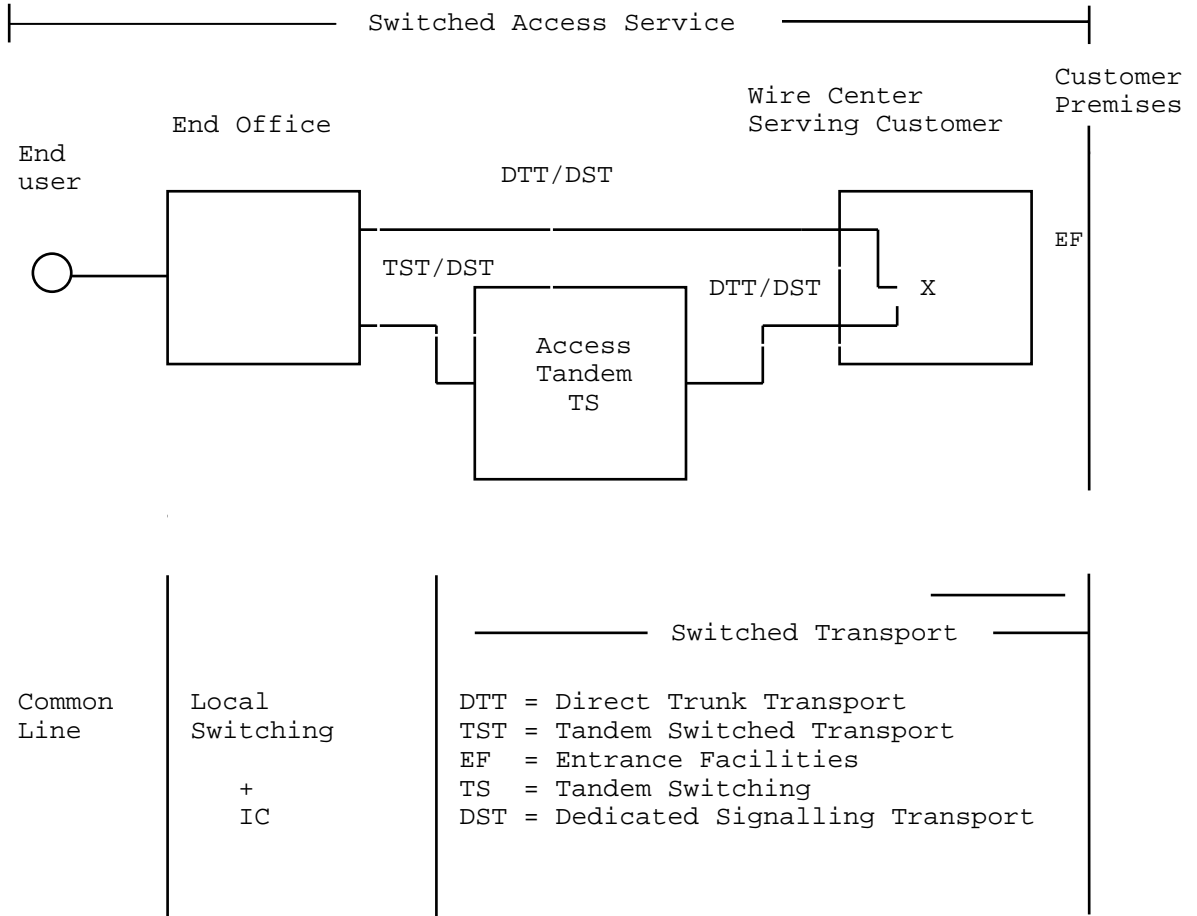 Switched Access Service
Customer
Premises
Wire Center
Serving Customer
End Office
End
user
DTT/DST
EF
TST/DST
DTT/DST
X
Access
Tandem
TS
Switched Transport
Common
Line
Local
Switching
+
IC
DTT = Direct Trunk Transport
TST = Tandem Switched Transport
EF = Entrance Facilities
TS = Tandem Switching
DST = Dedicated Signalling Transport